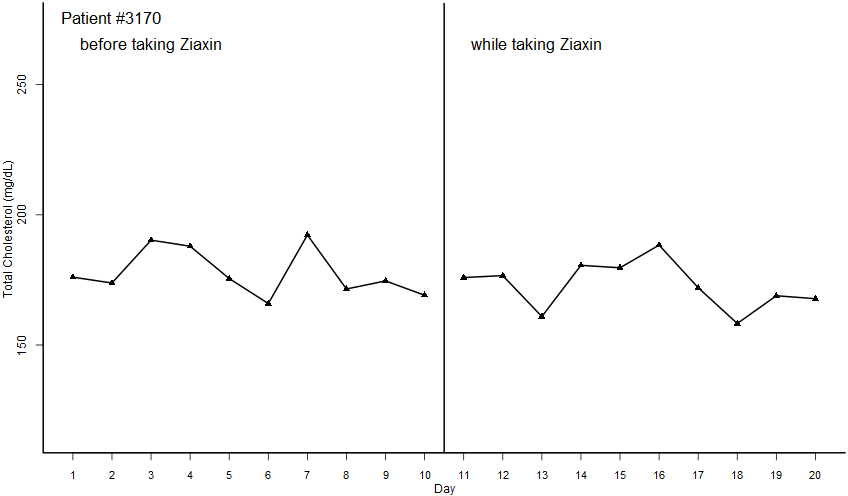 Patient #3170
before taking Ziaxin
while taking Ziaxin
Total Cholesterol (mg/dL)
250
200
150
1 2 3 4 5 6 7 8 9 10 11 12 13 14 15 16 17 18 19 20
Day